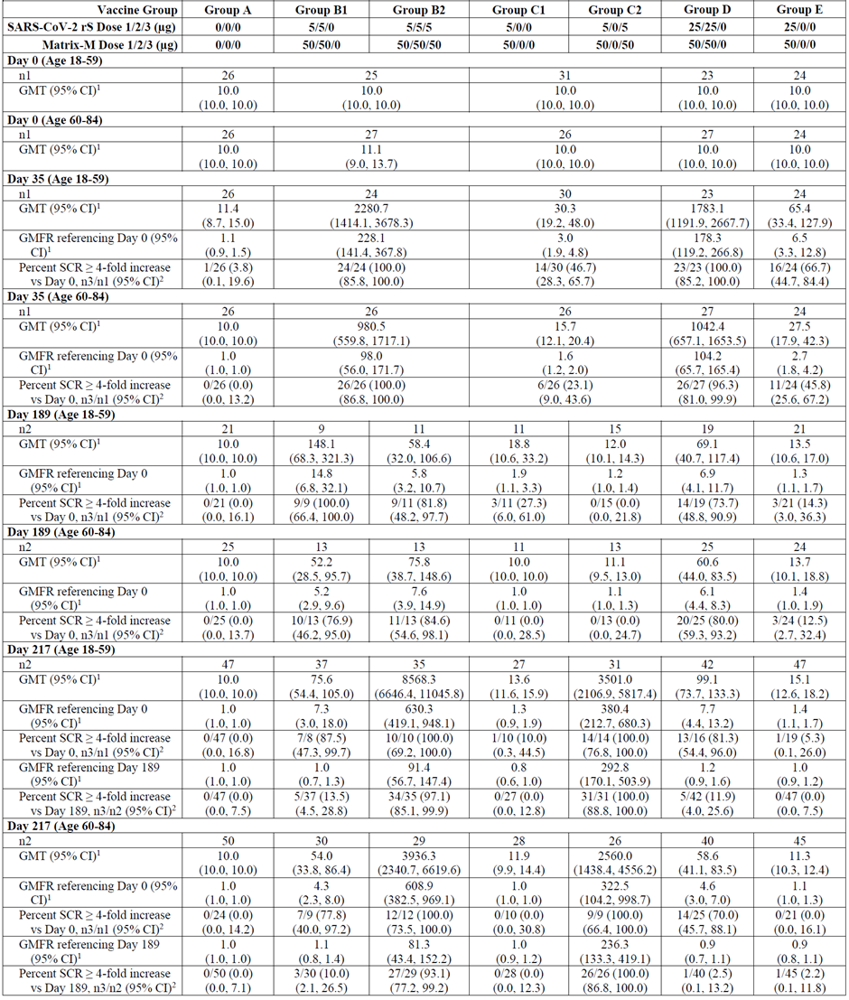 Vaccine Group Group A Group B1 Group B2 Group C1 Group C2 Group D Group E
SARS-CoV-2 rS Dose 1/2/3 (µg) 0/0/0 5/5/0 5/5/5 5/0/0 5/0/5 25/25/0 25/0/0
Matrix-M Dose 1/2/3 (µg) 0/0/0 50/50/0 50/50/50 50/0/0 50/0/50 50/50/0 50/0/0
Day 0 (Age 18-59)
n1 26 25 31 23 24
GMT (95% CI)¹ 10.0 10.0 10.0 10.0 10.0
(10.0, 10.0) (10.0, 10.0) (10.0, 10.0) (10.0, 10.0) (10.0, 10.0)
Day 0 (Age 60-84)
n1 26 27 26 27 24
GMT (95% CI)¹ 10.0 11.1 10.0 10.0 10.0
(10.0, 10.0) (9.0, 13.7) (10.0, 10.0) (10.0, 10.0) (10.0, 10.0)
Day 35 (Age 18-59)
n1 26 24 30 23 24
GMT (95% CI)¹ 11.4 2280.7 30.3 1783.1 65.4
(8.7, 15.0) (1414.1, 3678.3) (19.2, 48.0) (1191.9, 2667.7) (33.4, 127.9)
GMFR referencing Day 0 (95% 1.1 228.1 3.0 178.3 6.5
CI)¹ (0.9, 1.5) (141.4, 367.8) (1.9, 4.8) (119.2, 266.8) (3.3, 12.8)
Percent SCR ≥ 4-fold increase 1/26 (3.8) 24/24 (100.0) 14/30 (46.7) 23/23 (100.0) 16/24 (66.7)
vs Day 0, n3/n1 (95% CI)² (0.1, 19.6) (85.8, 100.0) (28.3, 65.7) (85.2, 100.0) (44.7, 84.4)
Day 35 (Age 60-84)
n1 26 26 26 27 24
GMT (95% CI)¹ 10.0 980.5 15.7 1042.4 27.5
(10.0, 10.0) (559.8, 1717.1) (12.1, 20.4) (657.1, 1653.5) (17.9, 42.3)
GMFR referencing Day 0 (95% 1.0 98.0 1.6 104.2 2.7
CI)¹ (1.0, 1.0) (56.0, 171.7) (1.2, 2.0) (65.7, 165.4) (1.8, 4.2)
Percent SCR ≥ 4-fold increase 0/26 (0.0) 26/26 (100.0) 6/26 (23.1) 26/27 (96.3) 11/24 (45.8)
vs Day 0, n3/n1 (95% CI)² (0.0, 13.2) (86.8, 100.0) (9.0, 43.6) (81.0, 99.9) (25.6, 67.2)
Day 189 (Age 18-59)
n2 21 9 11 11 15 19 21
GMT (95% CI)¹ 10.0 148.1 58.4 18.8 12.0 69.1 13.5
(10.0, 10.0) (68.3, 321.3) (32.0, 106.6) (10.6, 33.2) (10.1, 14.3) (40.7, 117.4) (10.6, 17.0)
GMFR referencing Day 0 1.0 14.8 5.8 1.9 1.2 6.9 1.3
(95% CI)¹ (1.0, 1.0) (6.8, 32.1) (3.2, 10.7) (1.1, 3.3) (1.0, 1.4) (4.1, 11.7) (1.1, 1.7)
Percent SCR ≥ 4-fold increase 0/21 (0.0) 9/9 (100.0) 9/11 (81.8) 3/11 (27.3) 0/15 (0.0) 14/19 (73.7) 3/21 (14.3)
vs Day 0, n3/n1 (95% CI)² (0.0, 16.1) (66.4, 100.0) (48.2, 97.7) (6.0, 61.0) (0.0, 21.8) (48.8, 90.9) (3.0, 36.3)
Day 189 (Age 60-84)
n2 25 13 13 11 13 25 24
GMT (95% CI)¹ 10.0 52.2 75.8 10.0 11.1 60.6 13.7
(10.0, 10.0) (28.5, 95.7) (38.7, 148.6) (10.0, 10.0) (9.5, 13.0) (44.0, 83.5) (10.1, 18.8)
GMFR referencing Day 0 1.0 5.2 7.6 1.0 1.1 6.1 1.4
(95% CI)¹ (1.0, 1.0) (2.9, 9.6) (3.9, 14.9) (1.0, 1.0) (1.0, 1.3) (4.4, 8.3) (1.0, 1.9)
Percent SCR ≥ 4-fold increase 0/25 (0.0) 10/13 (76.9) 11/13 (84.6) 0/11 (0.0) 0/13 (0.0) 20/25 (80.0) 3/24 (12.5)
vs Day 0, n3/n1 (95% CI)² (0.0, 13.7) (46.2, 95.0) (54.6, 98.1) (0.0, 28.5) (0.0, 24.7) (59.3, 93.2) (2.7, 32.4)
Day 217 (Age 18-59)
n2 47 37 35 27 31 42 47
GMT (95% CI)¹ 10.0 75.6 8568.3 13.6 3501.0 99.1 15.1
(10.0, 10.0) (54.4, 105.0) (6646.4, 11045.8) (11.6, 15.9) (2106.9, 5817.4) (73.7, 133.3) (12.6, 18.2)
GMFR referencing Day 0 1.0 7.3 630.3 1.3 380.4 7.7 1.4
(95% CI)¹ (1.0, 1.0) (3.0, 18.0) (419.1, 948.1) (0.9, 1.9) (212.7, 680.3) (4.4, 13.2) (1.1, 1.7)
Percent SCR ≥ 4-fold increase 0/47 (0.0) 7/8 (87.5) 10/10 (100.0) 1/10 (10.0) 14/14 (100.0) 13/16 (81.3) 1/19 (5.3)
vs Day 0, n3/n1 (95% CI)² (0.0, 16.8) (47.3, 99.7) (69.2, 100.0) (0.3, 44.5) (76.8, 100.0) (54.4, 96.0) (0.1, 26.0)
GMFR referencing Day 189 1.0 1.0 91.4 0.8 292.8 1.2 1.0
(95% CI)¹ (1.0, 1.0) (0.7, 1.3) (56.7, 147.4) (0.6, 1.0) (170.1, 503.9) (0.9, 1.6) (0.9, 1.2)
Percent SCR ≥ 4-fold increase 0/47 (0.0) 5/37 (13.5) 34/35 (97.1) 0/27 (0.0) 31/31 (100.0) 5/42 (11.9) 0/47 (0.0)
vs Day 189, n3/n2 (95% CI)² (0.0, 7.5) (4.5, 28.8) (85.1, 99.9) (0.0, 12.8) (88.8, 100.0) (4.0, 25.6) (0.0, 7.5)
Day 217 (Age 60-84)
n2 50 30 29 28 26 40 45
GMT (95% CI)¹ 10.0 54.0 3936.3 11.9 2560.0 58.6 11.3
(10.0, 10.0) (33.8, 86.4) (2340.7, 6619.6) (9.9, 14.4) (1438.4, 4556.2) (41.1, 83.5) (10.3, 12.4)
GMFR referencing Day 0 (95% 1.0 4.3 608.9 1.0 322.5 4.6 1.1
CI)¹ (1.0, 1.0) (2.3, 8.0) (382.5, 969.1) (1.0, 1.0) (104.2, 998.7) (3.0, 7.0) (1.0, 1.3)
Percent SCR ≥ 4-fold increase 0/24 (0.0) 7/9 (77.8) 12/12 (100.0) 0/10 (0.0) 9/9 (100.0) 14/25 (70.0) 0/21 (0.0)
vs Day 0, n3/n1 (95% CI)² (0.0, 14.2) (40.0, 97.2) (73.5, 100.0) (0.0, 30.8) (66.4, 100.0) (45.7, 88.1) (0.0, 16.1)
GMFR referencing Day 189 1.0 1.1 81.3 1.0 236.3 0.9 0.9
(95% CI)¹ (1.0, 1.0) (0.8, 1.4) (43.4, 152.2) (0.9, 1.2) (133.3, 419.1) (0.7, 1.1) (0.8, 1.1)
Percent SCR ≥ 4-fold increase 0/50 (0.0) 3/30 (10.0) 27/29 (93.1) 0/28 (0.0) 26/26 (100.0) 1/40 (2.5) 1/45 (2.2)
vs Day 189, n3/n2 (95% CI)² (0.0, 7.1) (2.1, 26.5) (77.2, 99.2) (0.0, 12.3) (86.8, 100.0) (0.1, 13.2) (0.1, 11.8)